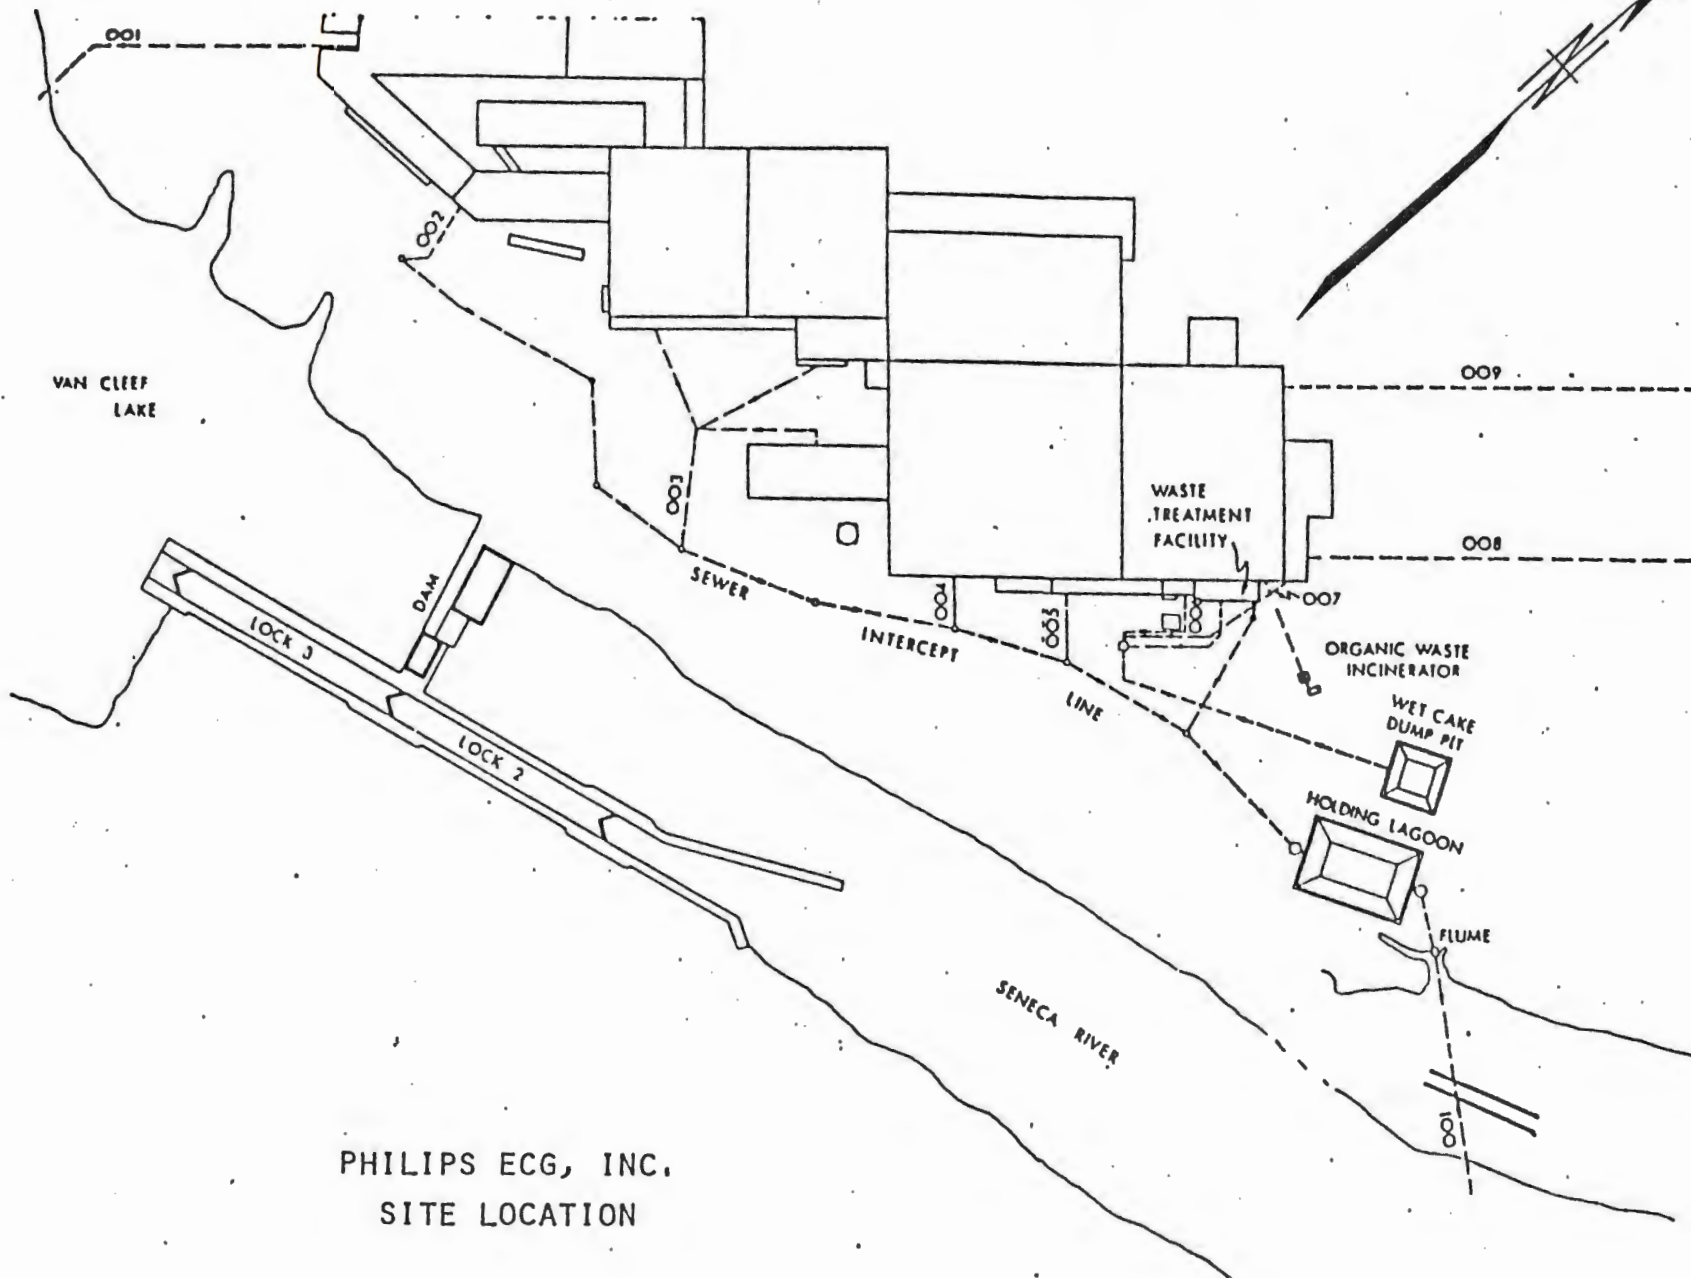 001
002
VAN CLEEF
LAKE
009
003
WASTE
TREATMENT
FACILITY
008
SEWER
DAM
LOCK 3
004
INTERCEPT
005
006
007
ORGANIC WASTE
INCINERATOR
LINE
WET CAKE
DUMP PIT
LOCK 2
HOLDING LAGOON
FLUME
SENECA RIVER
001
PHILIPS ECG, INC.
SITE LOCATION